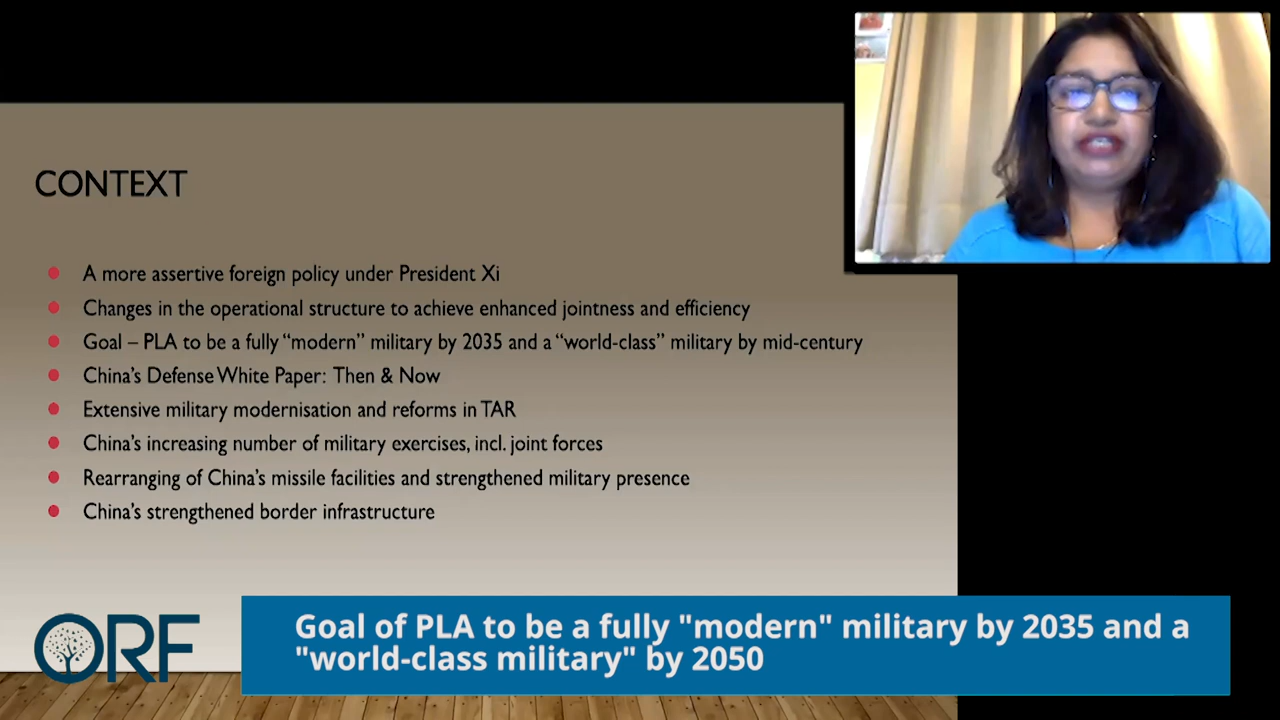 CONTEXT
A more assertive foreign policy under President Xi
Changes in the operational structure to achieve enhanced jointness and efficiency
Goal – PLA to be a fully “modern” military by 2035 and a “world-class” military by mid-century
China’s Defense White Paper: Then & Now
Extensive military modernisation and reforms in TAR
China’s increasing number of military exercises, incl. joint forces
Rearranging of China’s missile facilities and strengthened military presence
China’s strengthened border infrastructure
ORF
Goal of PLA to be a fully "modern" military by 2035 and a
"world-class military" by 2050